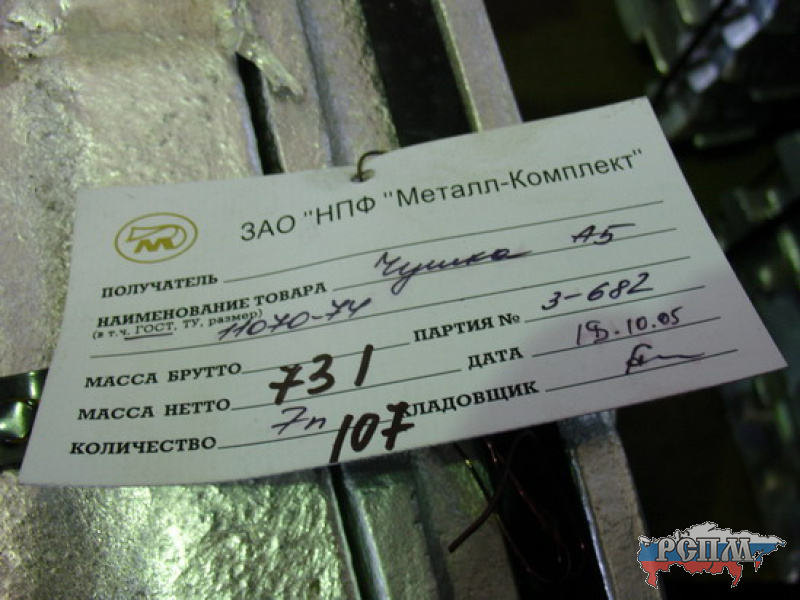 ЗАО "НПФ "Металл-Комплект"
ПОЛУЧАТЕЛЬ
НАИМЕНОВАНИЕ ТОВАРА Чушка А5
(в т.ч. ГОСТ, ТУ, размер) 11070-74
МАССА БРУТТО ПАРТИЯ № 3-682
МАССА НЕТТО 731 ДАТА 19.10.05
КОЛИЧЕСТВО 7п 107 КЛАДОВЩИК
РСПМ